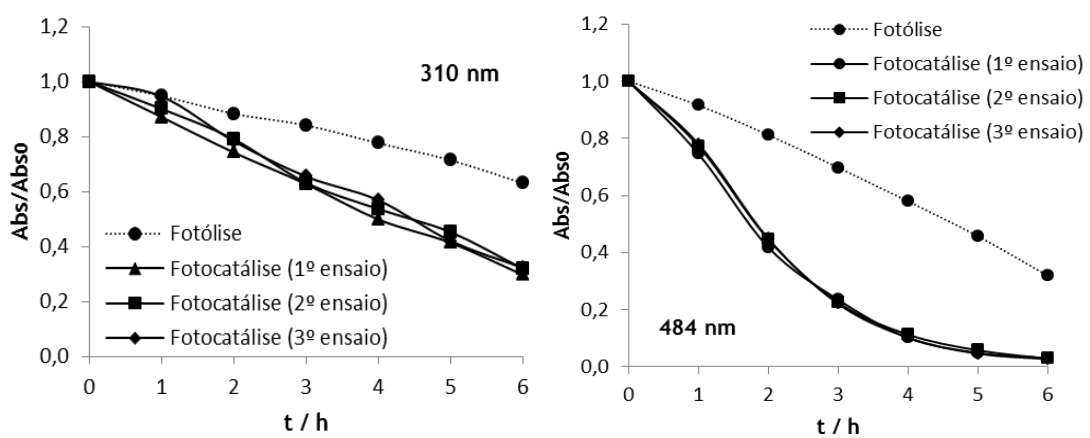 1,2
1,0
0,8
0,6
0,4
0,2
0,0
Abs/Abs0
310 nm
Fotólise
Fotocatálise (1º ensaio)
Fotocatálise (2º ensaio)
Fotocatálise (3º ensaio)
0 1 2 3 4 5 6
t / h
1,2
1,0
0,8
0,6
0,4
0,2
0,0
Abs/Abs0
Fotólise
Fotocatálise (1º ensaio)
Fotocatálise (2º ensaio)
Fotocatálise (3º ensaio)
484 nm
0 1 2 3 4 5 6
t / h